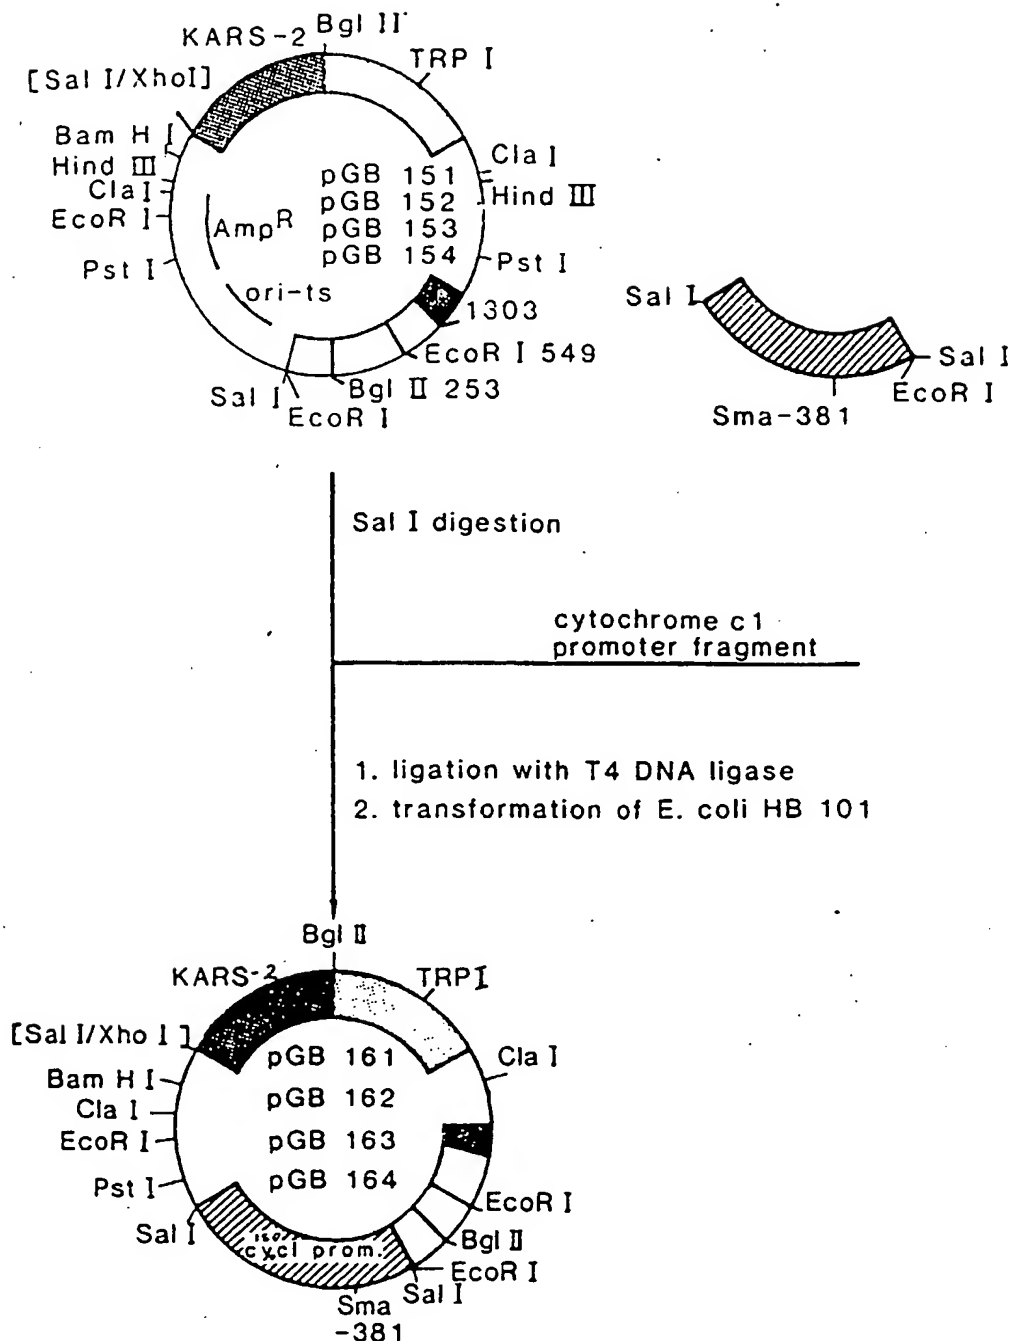 KARS-2
Bgl II
TRP I
[Sal I/XhoI]
Bam H I
Hind III
Cla I
EcoR I
Pst I
Amp R
ori-ts
pGB 151
pGB 152
pGB 153
pGB 154
Cla I
Hind III
Pst I
1303
EcoR I 549
Bgl II 253
EcoR I
Sal I
Sal I
Sal I
EcoR I
Sma-381
Sal I digestion
cytochrome c1
promoter fragment
1. ligation with T4 DNA ligase
2. transformation of E. coli HB 101
Bgl II
KARS-2
TRP I
[Sal I/Xho I]
Bam H I
Cla I
EcoR I
Pst I
Sal I
pGB 161
pGB 162
pGB 163
pGB 164
Cla I
EcoR I
Bgl II
EcoR I
Sal I
iso1
cycl prom.
Sma
-381